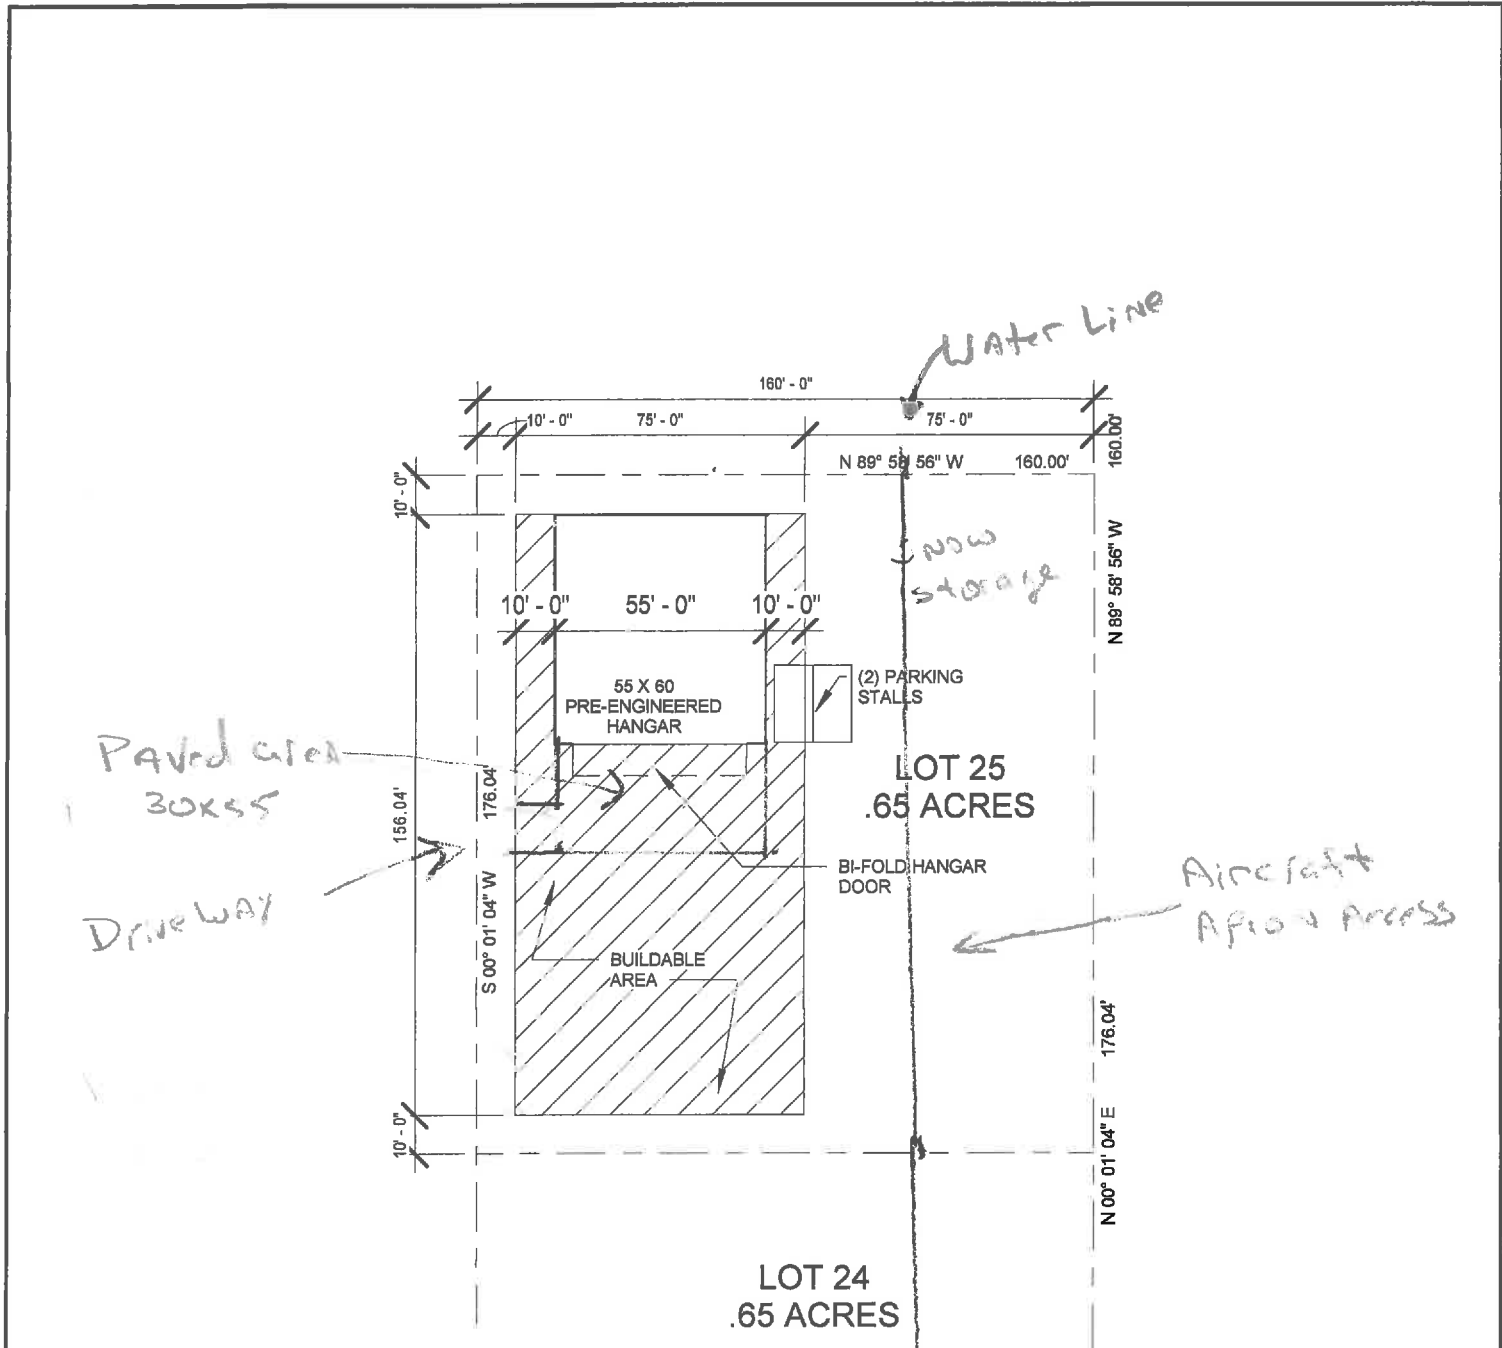 Water Line
160' - 0"
10' - 0"
75' - 0"
75' - 0"
N 89° 58' 56" W
160.00'
160.00'
10' - 0"
N 89° 58' 56" W
storage
10' - 0"
55' - 0"
10' - 0"
(2) PARKING
STALLS
55 X 60
PRE-ENGINEERED
HANGAR
Paved area
30x55
156.04'
176.04'
S 00° 01' 04" W
LOT 25
.65 ACRES
BI-FOLD HANGAR
DOOR
Driveway
Aircraft
Apron Access
BUILDABLE
AREA
10' - 0"
176.04'
N 00° 01' 04" E
LOT 24
.65 ACRES